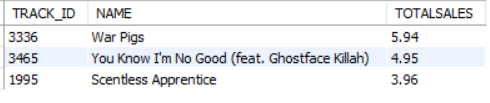 TRACK_ID NAME TOTALSALES
3336 War Pigs 5.94
3465 You Know I'm No Good (feat. Ghostface Killah) 4.95
1995 Scentless Apprentice 3.96